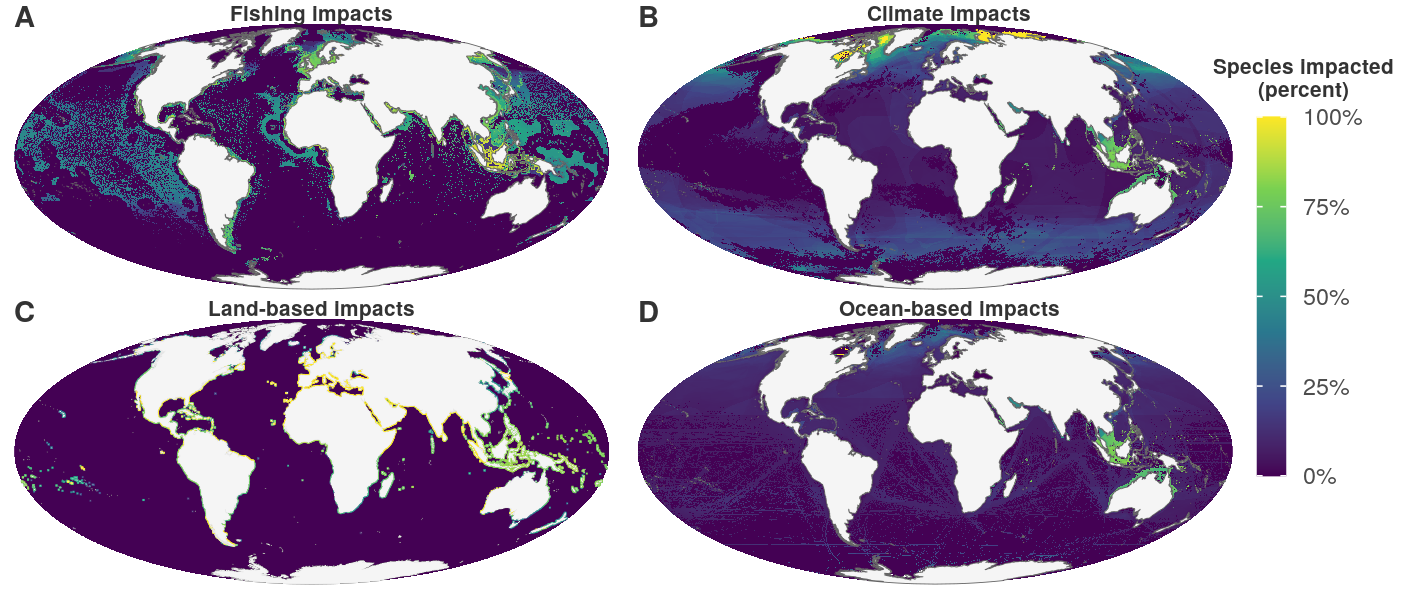 A
Fishing Impacts
B
Climate Impacts
Species Impacted
(percent)
100%
75%
50%
25%
0%
C
Land-based Impacts
D
Ocean-based Impacts